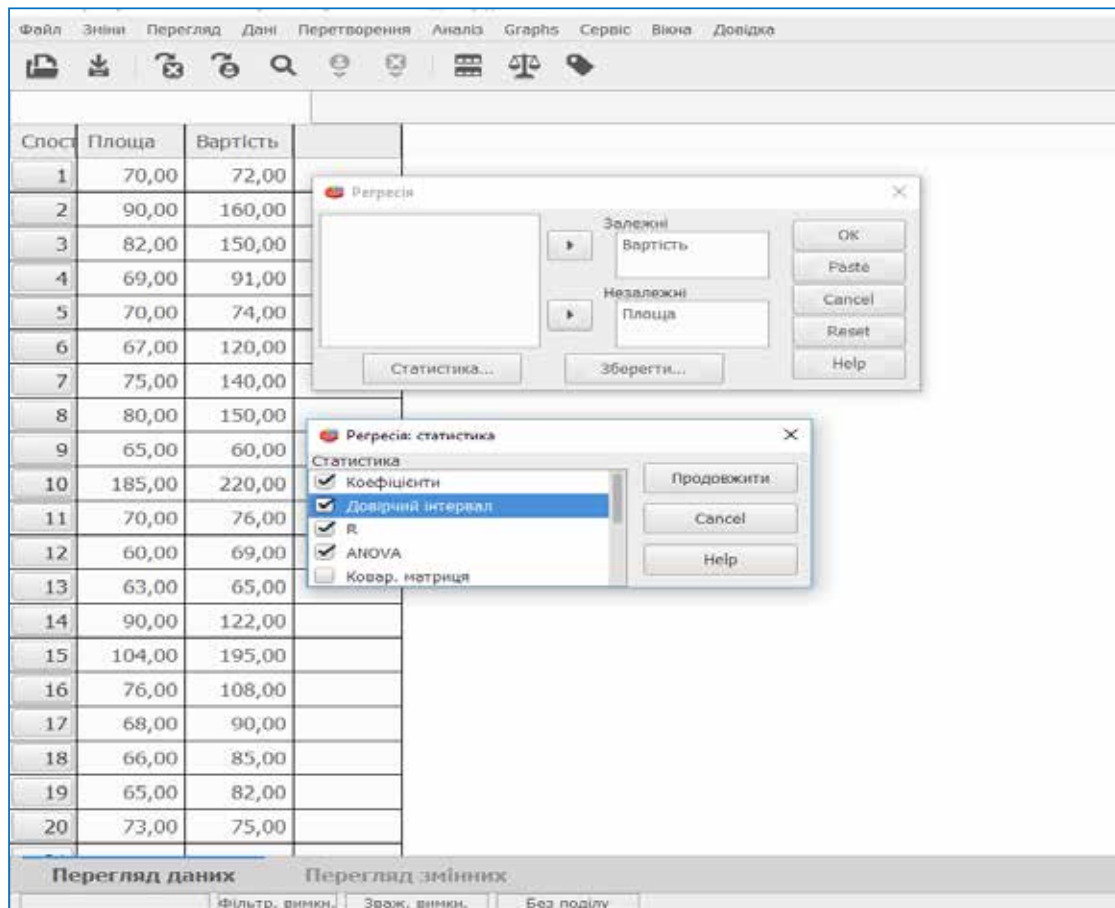 Файл Зміни Перегляд Дані Перетворення Аналіз Graphs Сервіс Вікна Довідка
Спост Площа Вартість
1 70,00 72,00
2 90,00 160,00
3 82,00 150,00
4 69,00 91,00
5 70,00 74,00
6 67,00 120,00
7 75,00 140,00
8 80,00 150,00
9 65,00 60,00
10 185,00 220,00
11 70,00 76,00
12 60,00 69,00
13 63,00 65,00
14 90,00 122,00
15 104,00 195,00
16 76,00 108,00
17 68,00 90,00
18 66,00 85,00
19 65,00 82,00
20 73,00 75,00
Регресія
Залежні
Вартість
Незалежні
Площа
Статистика...
Зберегти...
OK
Paste
Cancel
Reset
Help
Регресія: статистика
Статистика
Коефіцієнти
Довірчий інтервал
R
ANOVA
Ковар. матриця
Продовжити
Cancel
Help
Перегляд даних Перегляд змінних
Фільтр. вимкн. Зваж. вимкн. Без поділу